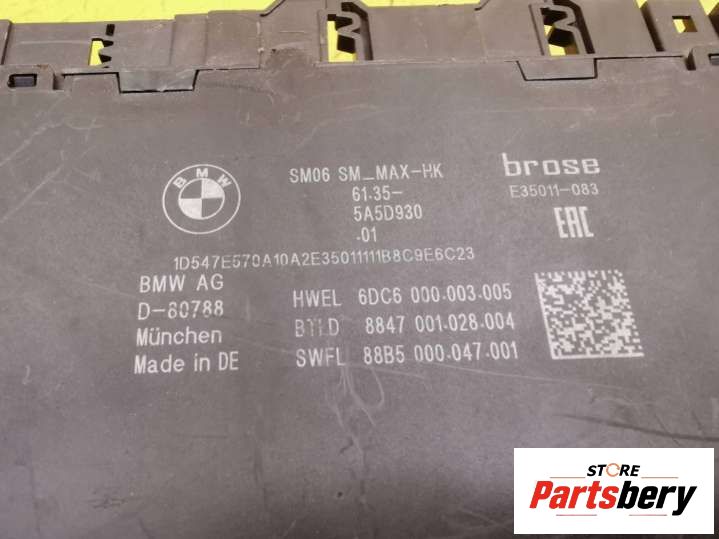 BMW
SM06 SM_MAX-HK
61.35-
5A5D930
.01
brose
E35011-083
EAC
1D547E570A10A2E35011111B8C9E6C23
BMW AG
D-80788
München
Made in DE
HWEL 6DC6 000.003.005
BTLD 8847 001.028.004
SWFL 88B5 000.047.001
STORE
Partsbery